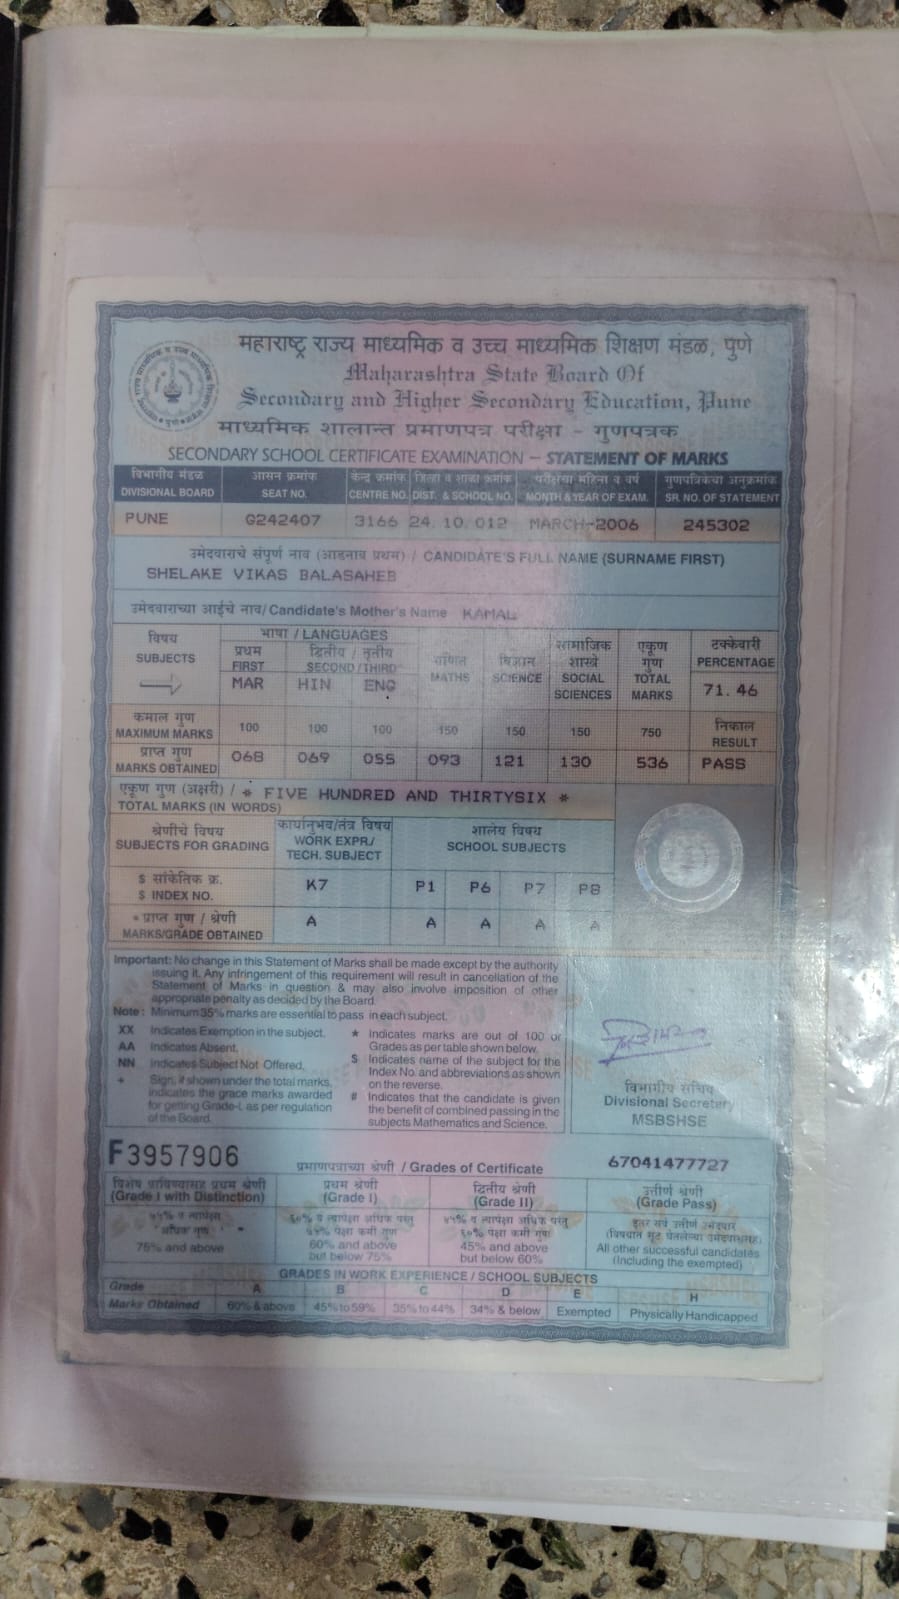 महाराष्ट्र राज्य माध्यमिक व उच्च माध्यमिक शिक्षण मंडळ, पुणे
Maharashtra State Board Of
Secondary and Higher Secondary Education, Pune
माध्यमिक शालान्त प्रमाणपत्र परीक्षा - गुणपत्रक
SECONDARY SCHOOL CERTIFICATE EXAMINATION – STATEMENT OF MARKS
विभागीय मंडळ आसन क्रमांक केन्द्र क्रमांक जिल्हा व शाळा क्रमांक परीक्षेचा महिना व वर्ष गुणपत्रिकेचा अनुक्रमांक
DIVISIONAL BOARD SEAT NO. CENTRE NO. DIST. & SCHOOL NO. MONTH & YEAR OF EXAM. SR. NO. OF STATEMENT
PUNE G242407 3166 24.10.012 MARCH-2006 245302
उमेदवाराचे संपूर्ण नाव (आडनाव प्रथम) / CANDIDATE'S FULL NAME (SURNAME FIRST)
SHELAKE VIKAS BALASAHEB
उमेदवाराच्या आईचे नाव/ Candidate's Mother's Name KAMAL
विषय भाषा / LANGUAGES गणित विज्ञान सामाजिक शास्त्रे एकूण गुण टक्केवारी
SUBJECTS प्रथम द्वितीय / तृतीय MATHS SCIENCE SOCIAL SCIENCES TOTAL MARKS PERCENTAGE
FIRST SECOND/THIRD
MAR HIN ENG 71.46
कमाल गुण निकाल
MAXIMUM MARKS 100 100 100 150 150 150 750 RESULT
प्राप्त गुण
MARKS OBTAINED 068 069 055 093 121 130 536 PASS
एकूण गुण (अक्षरी) / * FIVE HUNDRED AND THIRTYSIX *
TOTAL MARKS (IN WORDS)
श्रेणीचे विषय कार्यानुभव/तंत्र विषय शालेय विषय
SUBJECTS FOR GRADING WORK EXPR./ SCHOOL SUBJECTS
TECH. SUBJECT
$ सांकेतिक क्र.
$ INDEX NO. K7 P1 P6 P7 P8
* प्राप्त गुण / श्रेणी
MARKS/GRADE OBTAINED A A A A A
Important: No change in this Statement of Marks shall be made except by the authority
issuing it. Any infringement of this requirement will result in cancellation of the
Statement of Marks in question & may also involve imposition of other
appropriate penalty as decided by the Board.
Note : Minimum 35% marks are essential to pass in each subject.
XX Indicates Exemption in the subject.
AA Indicates Absent.
NN Indicates Subject Not Offered.
+ Sign, if shown under the total marks,
indicates the grace marks awarded
for getting Grade-I, as per regulation
of the Board.
* Indicates marks are out of 100 or
Grades as per table shown below.
$ Indicates name of the subject for the
Index No. and abbreviations as shown
on the reverse.
# Indicates that the candidate is given
the benefit of combined passing in the
subjects Mathematics and Science.
विभागीय सचिव
Divisional Secretary
MSBSHSE
F3957906 प्रमाणपत्राच्या श्रेणी / Grades of Certificate 67041477727
विशेष प्राविण्यासह प्रथम श्रेणी प्रथम श्रेणी द्वितीय श्रेणी उत्तीर्ण श्रेणी
(Grade I with Distinction) (Grade I) (Grade II) (Grade Pass)
७५% व त्यापेक्षा अधिक गुण
75% and above
६०% व त्यापेक्षा अधिक परंतु
७५% पेक्षा कमी गुण
60% and above
but below 75%
४५% व त्यापेक्षा अधिक परंतु
६०% पेक्षा कमी गुण
45% and above
but below 60%
इतर सर्व उत्तीर्ण उमेदवार
All other successful candidates
(Including the exempted)
GRADES IN WORK EXPERIENCE / SCHOOL SUBJECTS
Grade A B C D E H
Marks Obtained 60% & above 45% to 59% 35% to 44% 34% & below Exempted Physically Handicapped